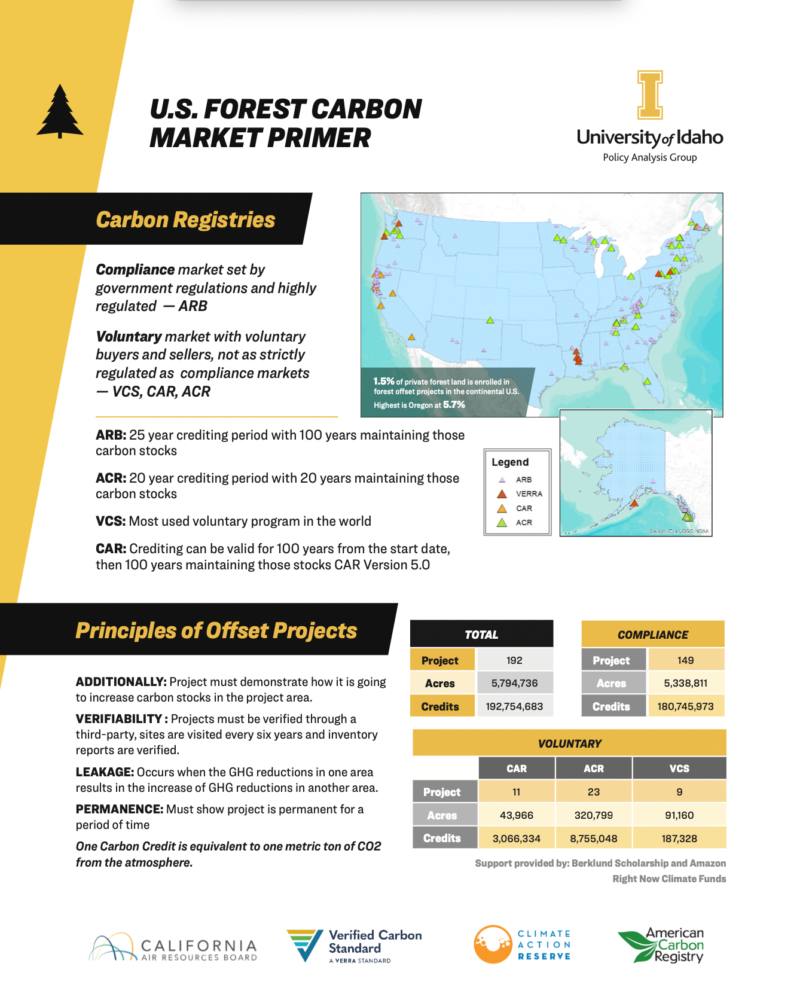 U.S. FOREST CARBON
MARKET PRIMER
I
University of Idaho
Policy Analysis Group
Carbon Registries
Compliance market set by
government regulations and highly
regulated — ARB
Voluntary market with voluntary
buyers and sellers, not as strictly
regulated as compliance markets
— VCS, CAR, ACR
1.5% of private forest land is enrolled in
forest offset projects in the continental U.S.
Highest is Oregon at 5.7%
ARB: 25 year crediting period with 100 years maintaining those
carbon stocks
ACR: 20 year crediting period with 20 years maintaining those
carbon stocks
VCS: Most used voluntary program in the world
CAR: Crediting can be valid for 100 years from the start date,
then 100 years maintaining those stocks CAR Version 5.0
Legend
ARB
VERRA
CAR
ACR
Sources: Esri, USGS, NOAA
Principles of Offset Projects
ADDITIONALLY: Project must demonstrate how it is going
to increase carbon stocks in the project area.
VERIFIABILITY : Projects must be verified through a
third-party, sites are visited every six years and inventory
reports are verified.
LEAKAGE: Occurs when the GHG reductions in one area
results in the increase of GHG reductions in another area.
PERMANENCE: Must show project is permanent for a
period of time
One Carbon Credit is equivalent to one metric ton of CO2
from the atmosphere.
TOTAL
Project 192
Acres 5,794,736
Credits 192,754,683
COMPLIANCE
Project 149
Acres 5,338,811
Credits 180,745,973
VOLUNTARY
CAR ACR VCS
Project 11 23 9
Acres 43,966 320,799 91,160
Credits 3,066,334 8,755,048 187,328
Support provided by: Berklund Scholarship and Amazon
Right Now Climate Funds
CALIFORNIA
AIR RESOURCES BOARD
Verified Carbon
Standard
A VERRA STANDARD
CLIMATE
ACTION
RESERVE
American
Carbon
Registry